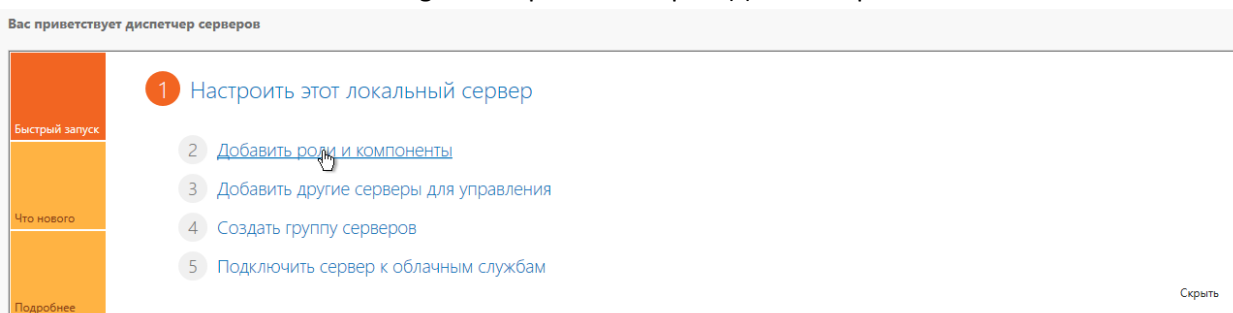 Вас приветствует диспетчер серверов
1 Настроить этот локальный сервер
Быстрый запуск
2 Добавить роли и компоненты
3 Добавить другие серверы для управления
Что нового
4 Создать группу серверов
5 Подключить сервер к облачным службам
Скрыть
Подробнее